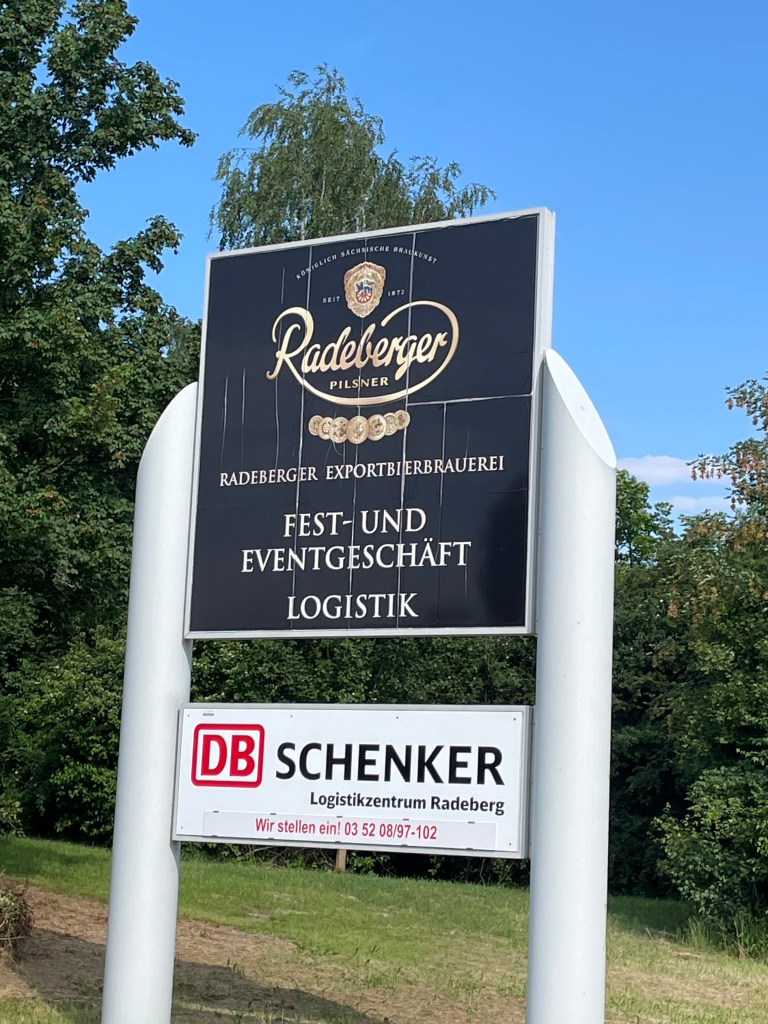 KÖNIGLICH SÄCHSISCHE BRAUKUNST
SEIT 1872
Radeberger
PILSNER
RADEBERGER EXPORTBIERBRAUEREI
FEST- UND
EVENTGESCHÄFT
LOGISTIK
DB SCHENKER
Logistikzentrum Radeberg
Wir stellen ein! 03 52 08/97-102